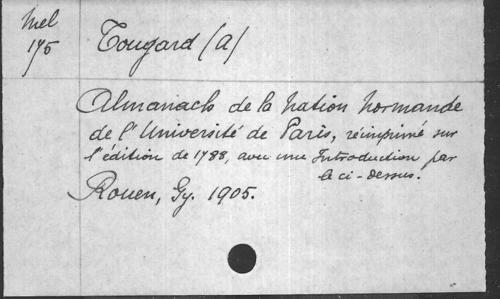 Mel
175
Tougard (a)
Almanach de la Nation Normande
de l'Université de Paris, réimprimé sur
l'édition de 1788, avec une Introduction par
le ci-dessus.
Rouen, Gy. 1905.